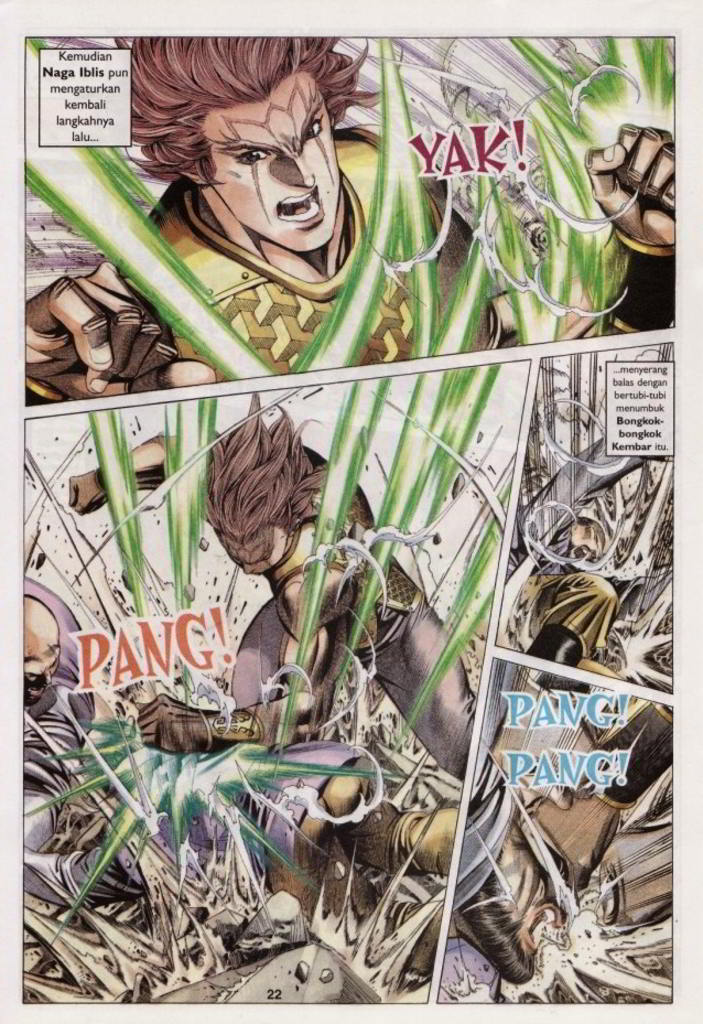 Kemudian
Naga Iblis pun
mengaturkan
kembali
langkahnya
lalu...
YAK!
...menyerang
balas dengan
bertubi-tubi
menumbuk
Bongkok-
bongkok
Kembar itu.
PANG!
PANG!
PANG!
22